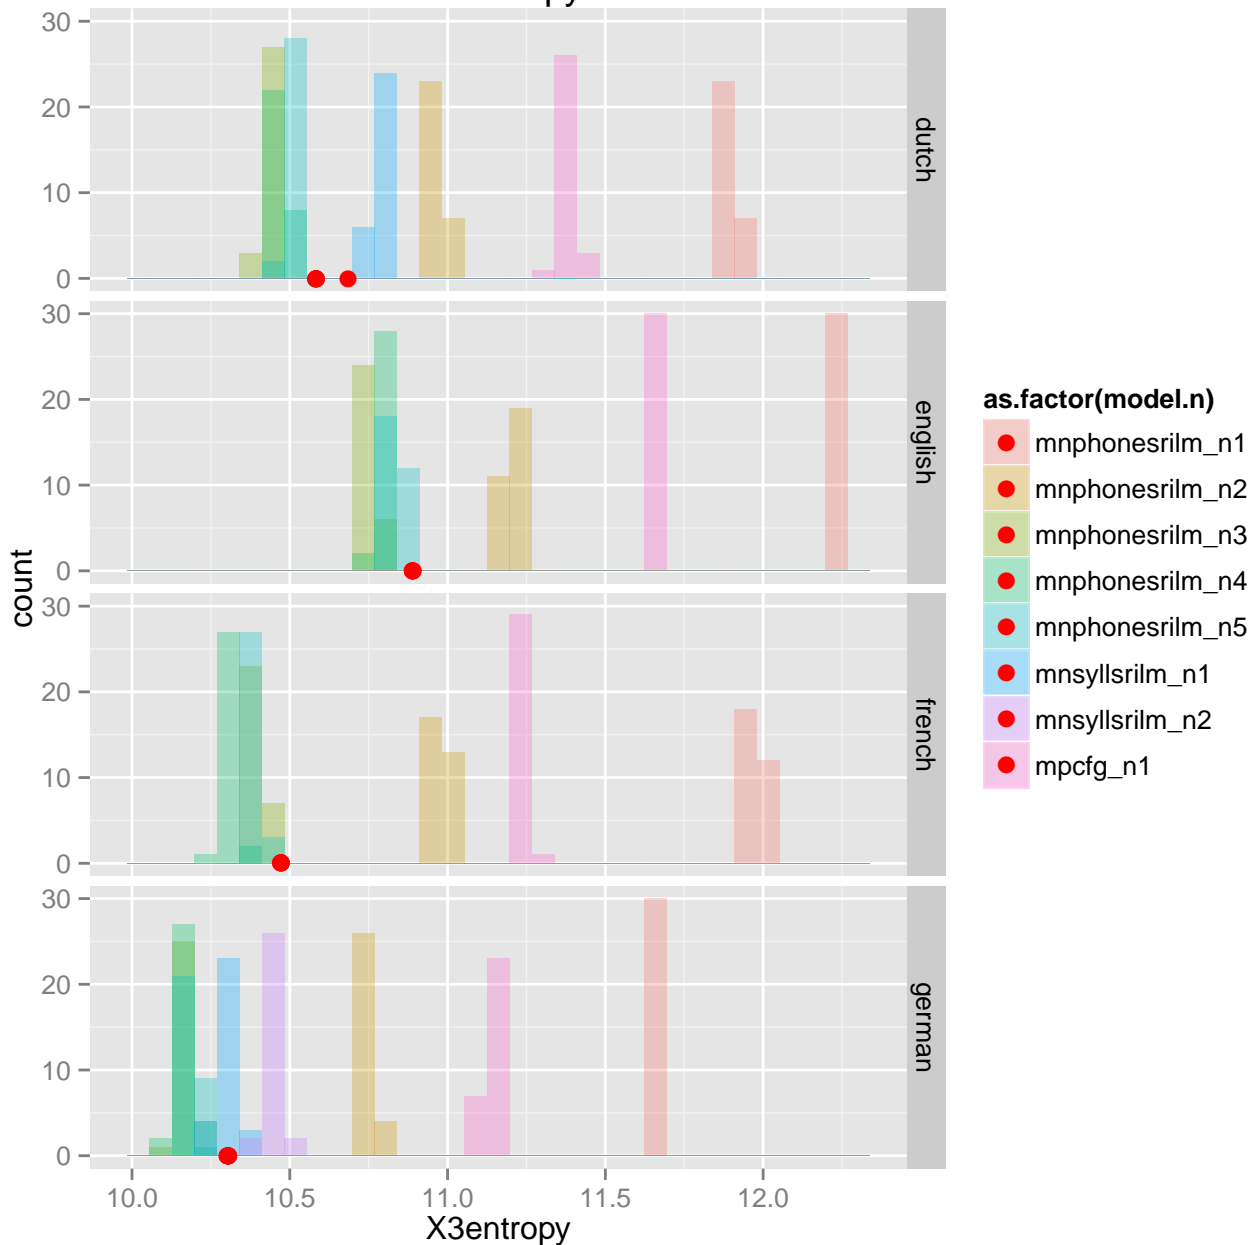 py
30
20
10
0
dutch
30
20
10
0
english
30
20
10
0
french
30
20
10
0
german
count
10.0 10.5 11.0 11.5 12.0
X3entropy
as.factor(model.n)
mnphonesrilm_n1
mnphonesrilm_n2
mnphonesrilm_n3
mnphonesrilm_n4
mnphonesrilm_n5
mnsyllsrilm_n1
mnsyllsrilm_n2
mpcfg_n1